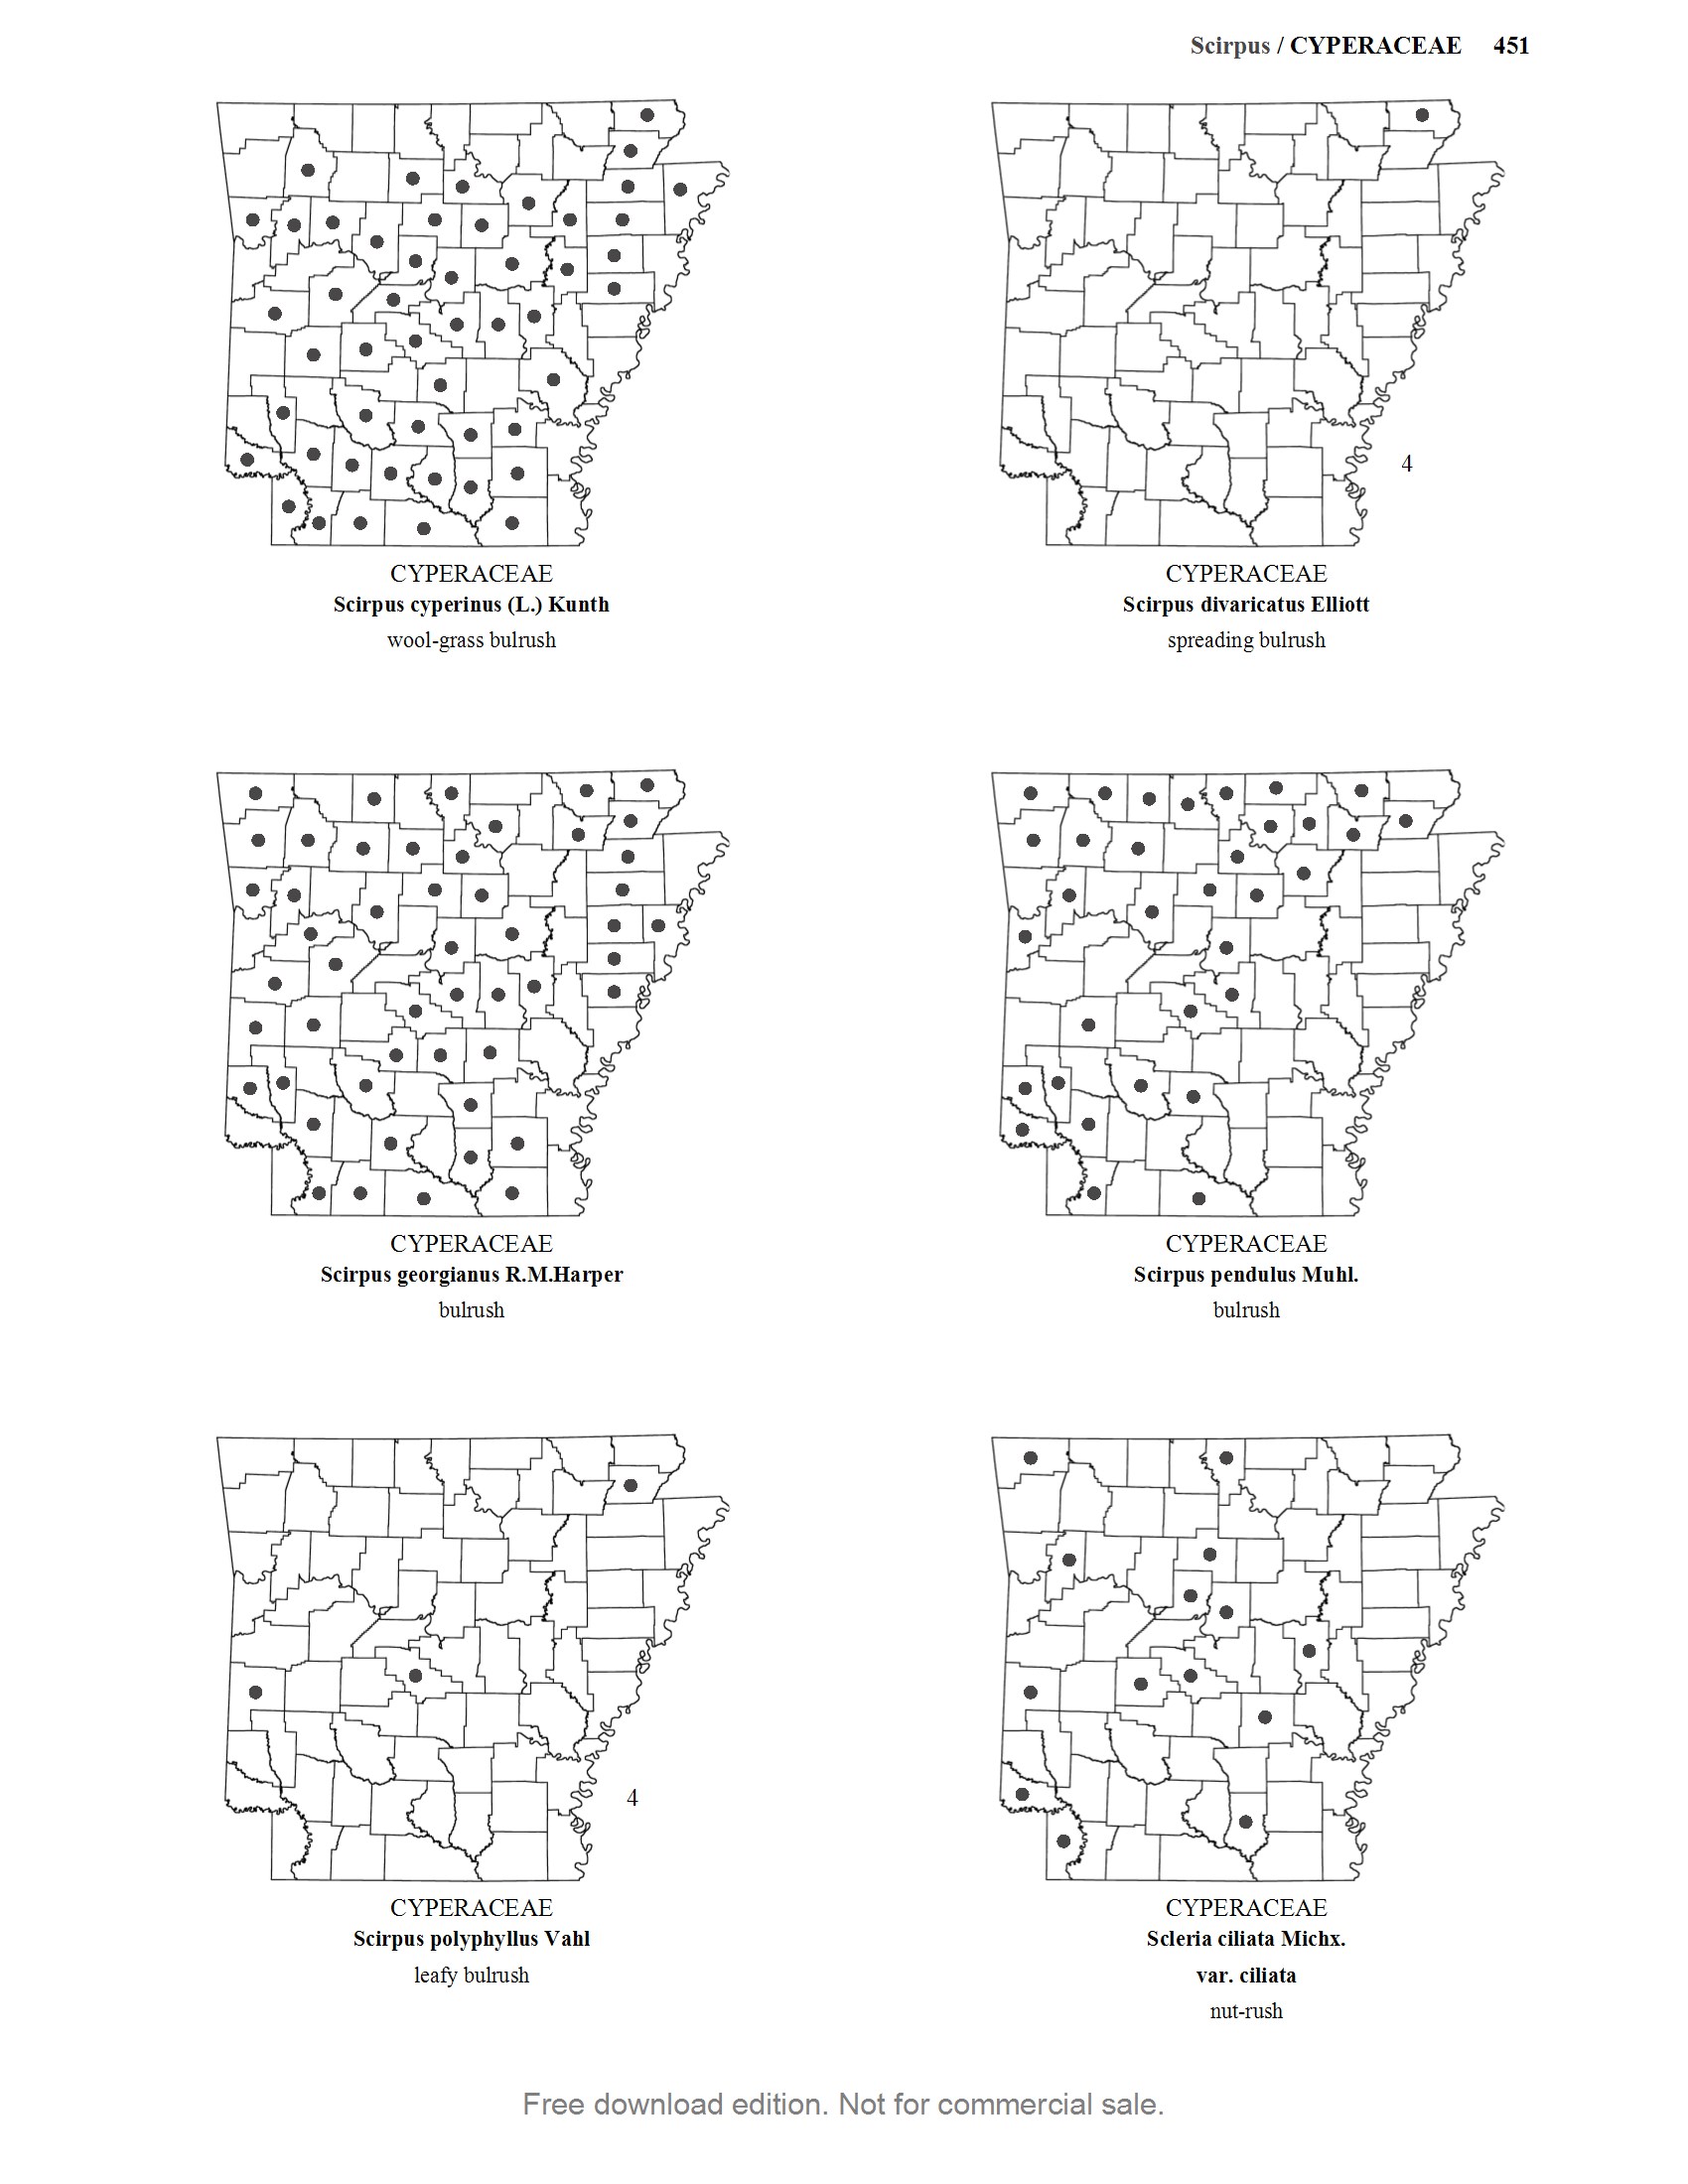 Scirpus / CYPERACEAE 451
CYPERACEAE
Scirpus cyperinus (L.) Kunth
wool-grass bulrush
4
CYPERACEAE
Scirpus divaricatus Elliott
spreading bulrush
CYPERACEAE
Scirpus georgianus R.M.Harper
bulrush
CYPERACEAE
Scirpus pendulus Muhl.
bulrush
4
CYPERACEAE
Scirpus polyphyllus Vahl
leafy bulrush
CYPERACEAE
Scleria ciliata Michx.
var. ciliata
nut-rush
Free download edition. Not for commercial sale.